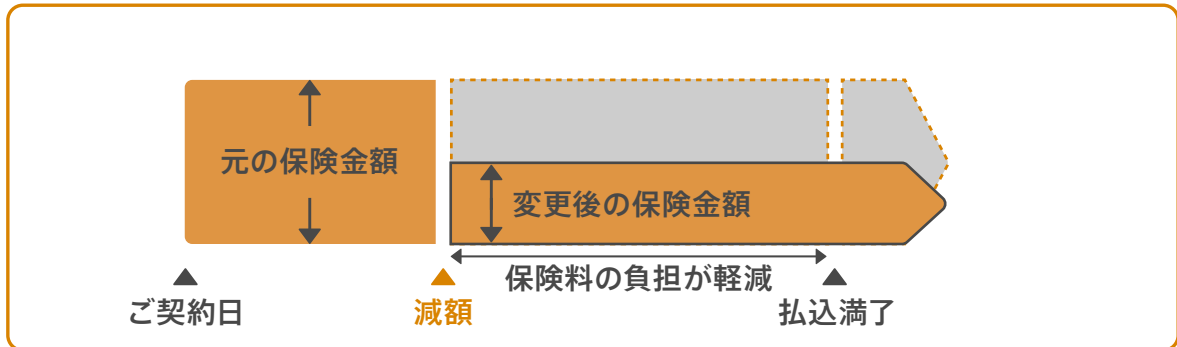 元の保険金額
変更後の保険金額
保険料の負担が軽減
ご契約日
減額
払込満了